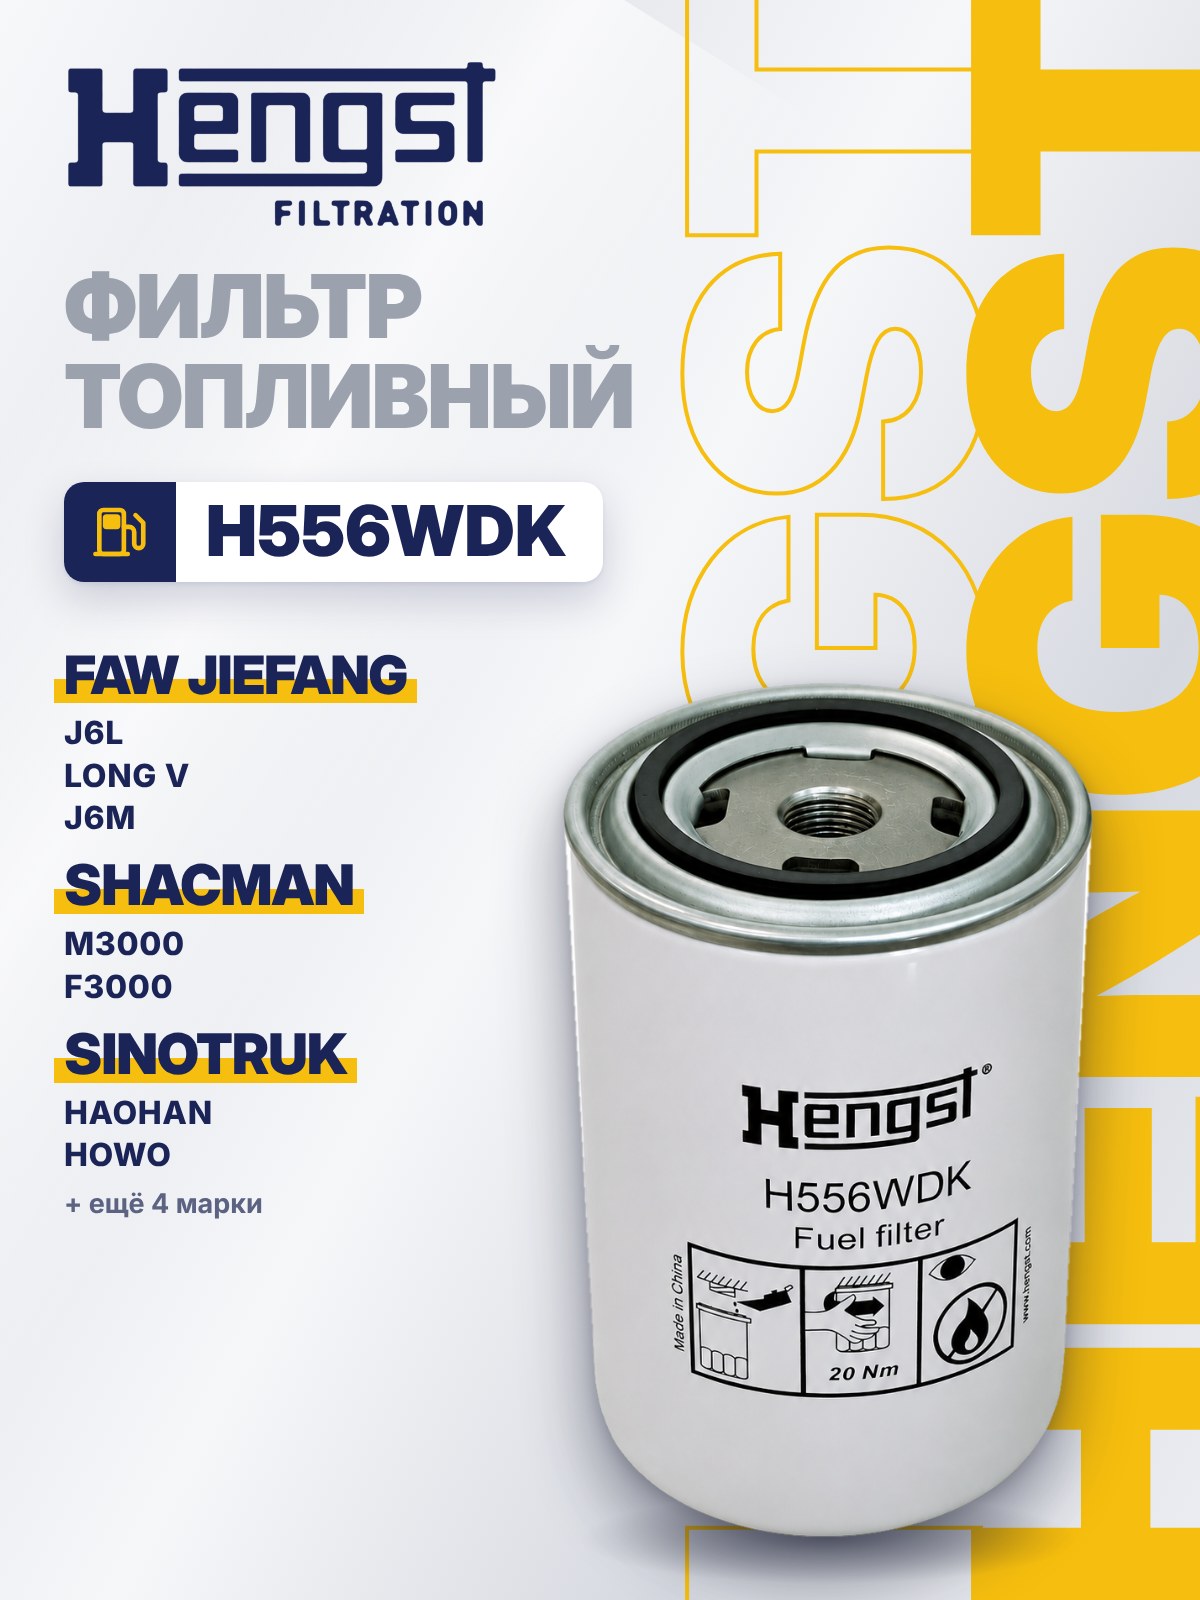 Hengst
FILTRATION
ФИЛЬТР
ТОПЛИВНЫЙ
H556WDK
FAW JIEFANG
J6L
LONG V
J6M
SHACMAN
M3000
F3000
SINOTRUK
HAOHAN
HOWO
+ ещё 4 марки
HENGST
HENGST
Hengst®
H556WDK
Fuel filter
Made in China
20 Nm
www.hengst.com